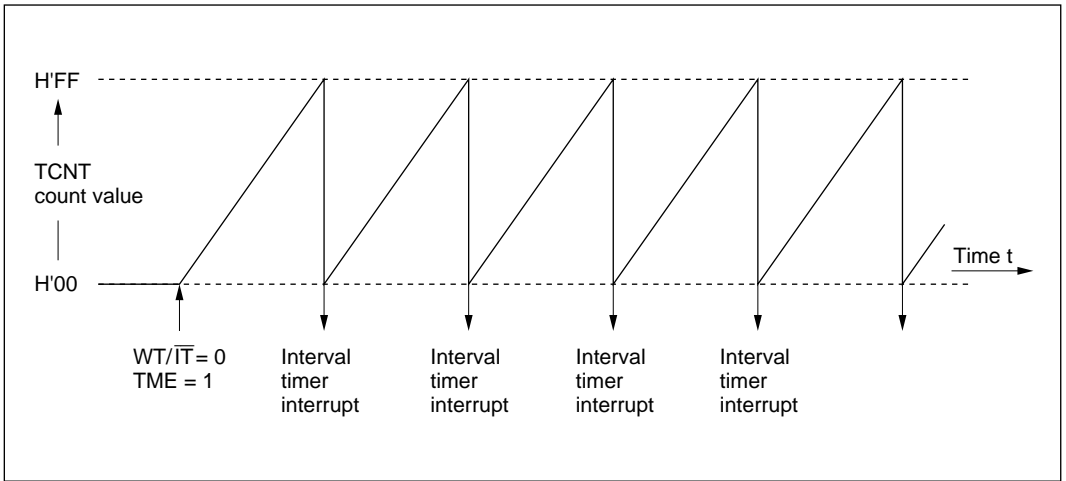 H'FF
TCNT
count value
H'00
Time t
WT/I̅T̅ = 0
TME = 1
Interval
timer
interrupt
Interval
timer
interrupt
Interval
timer
interrupt
Interval
timer
interrupt